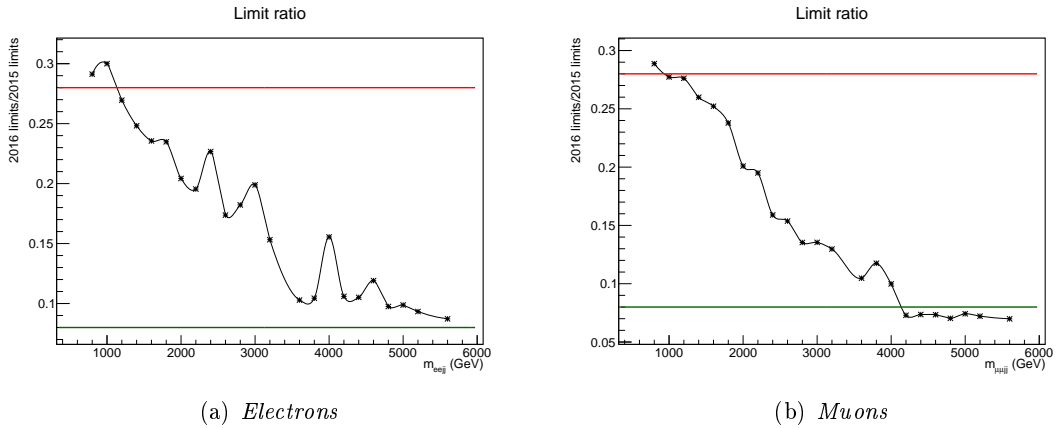 Limit ratio
2016 limits/2015 limits
0.3
0.25
0.2
0.15
0.1
1000 2000 3000 4000 5000 6000
m_eejj (GeV)
(a) Electrons
Limit ratio
2016 limits/2015 limits
0.3
0.25
0.2
0.15
0.1
0.05
1000 2000 3000 4000 5000 6000
m_μμjj (GeV)
(b) Muons